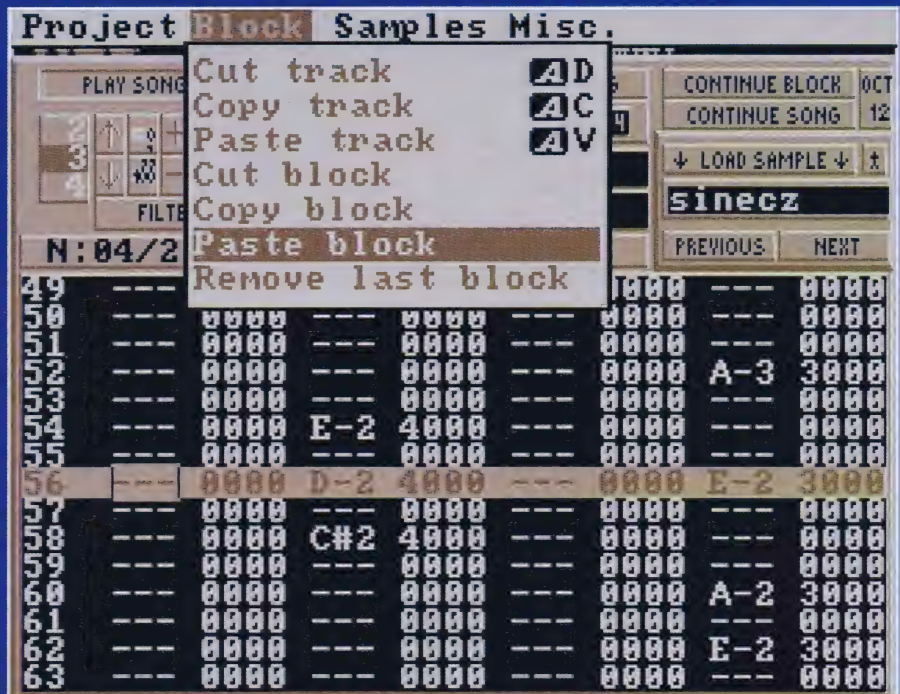 Project Block Samples Misc.
PLAY SONG
CONTINUE BLOCK OCT
CONTINUE SONG 12
Cut track A D
Copy track A C
Paste track A V
Cut block
Copy block
Paste block
Remove last block
2
3
4
FILTE
↓ LOAD SAMPLE ↓
sinecz
N:04/2
PREVIOUS NEXT
49 --- 0000 --- 0000
50 --- 0000 --- 0000 --- 0000 --- 0000
51 --- 0000 --- 0000 --- 0000 --- 0000
52 --- 0000 --- 0000 --- 0000 A-3 3000
53 --- 0000 --- 0000 --- 0000 --- 0000
54 --- 0000 E-2 4000 --- 0000 --- 0000
55 --- 0000 --- 0000 --- 0000 --- 0000
56 --- 0000 D-2 4000 --- 0000 E-2 3000
57 --- 0000 --- 0000 --- 0000 --- 0000
58 --- 0000 C#2 4000 --- 0000 --- 0000
59 --- 0000 --- 0000 --- 0000 --- 0000
60 --- 0000 --- 0000 --- 0000 A-2 3000
61 --- 0000 --- 0000 --- 0000 --- 0000
62 --- 0000 --- 0000 --- 0000 E-2 3000
63 --- 0000 --- 0000 --- 0000 --- 0000